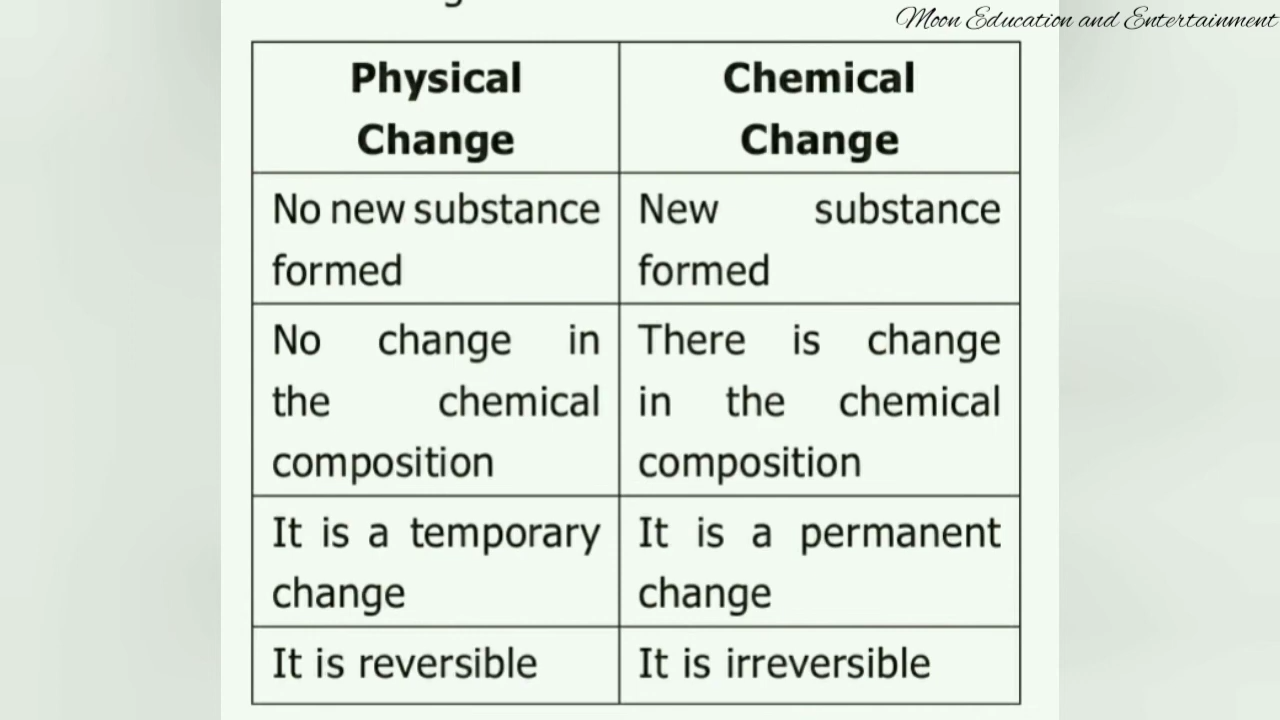 Moon Education and Entertainment
Physical
Change
Chemical
Change
No new substance
formed
New substance
formed
No change in
the chemical
composition
There is change
in the chemical
composition
It is a temporary
change
It is a permanent
change
It is reversible
It is irreversible